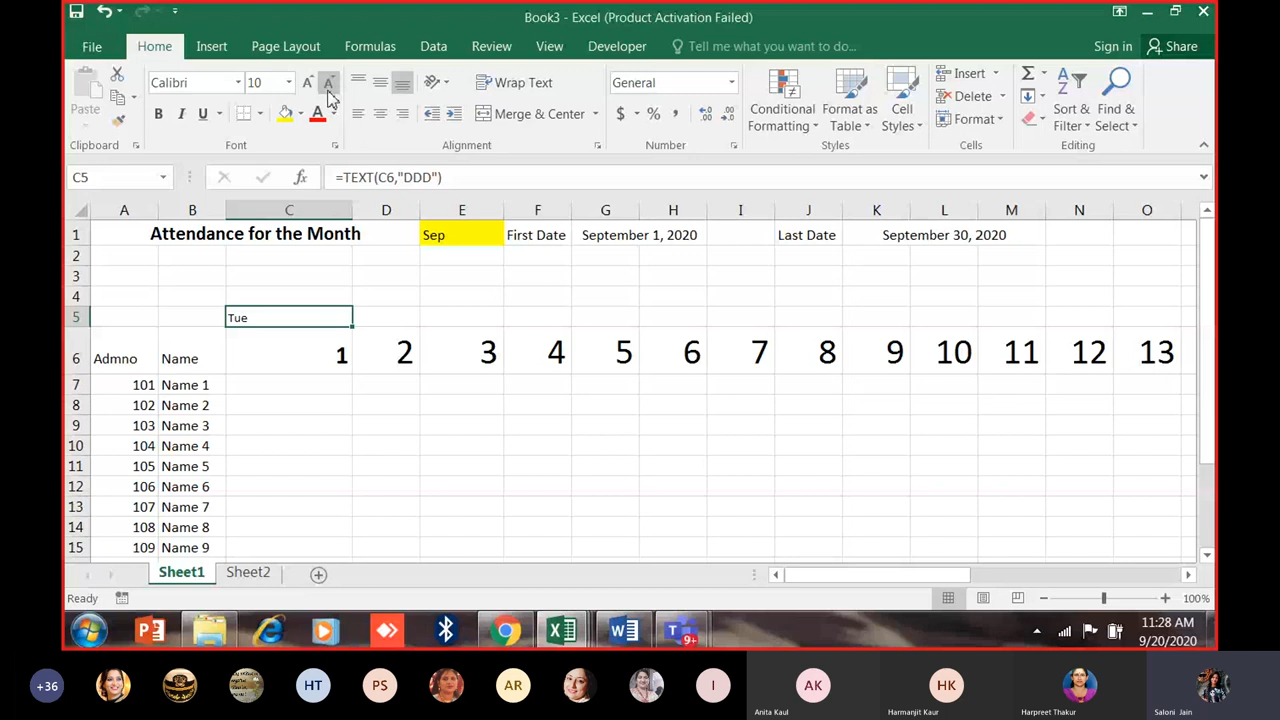 Book3 - Excel (Product Activation Failed)
File Home Insert Page Layout Formulas Data Review View Developer Tell me what you want to do... Sign in Share
Paste Calibri 10 Wrap Text General Conditional Formatting Format as Table Cell Styles Insert Sort & Filter Find & Select
B I U Merge & Center $ % Delete
Format
Clipboard Font Alignment Number Styles Cells Editing
C5 fx =TEXT(C6,"DDD")
A B C D E F G H I J K L M N O
1 Attendance for the Month Sep First Date September 1, 2020 Last Date September 30, 2020
2
3
4
5 Tue
6 Admno Name 1 2 3 4 5 6 7 8 9 10 11 12 13
7 101 Name 1
8 102 Name 2
9 103 Name 3
10 104 Name 4
11 105 Name 5
12 106 Name 6
13 107 Name 7
14 108 Name 8
15 109 Name 9
Sheet1 Sheet2
Ready 100%
9+ 11:28 AM
9/20/2020
+36 HT PS AR I AK HK
Anita Kaul Harmanjit Kaur Harpreet Thakur Saloni Jain